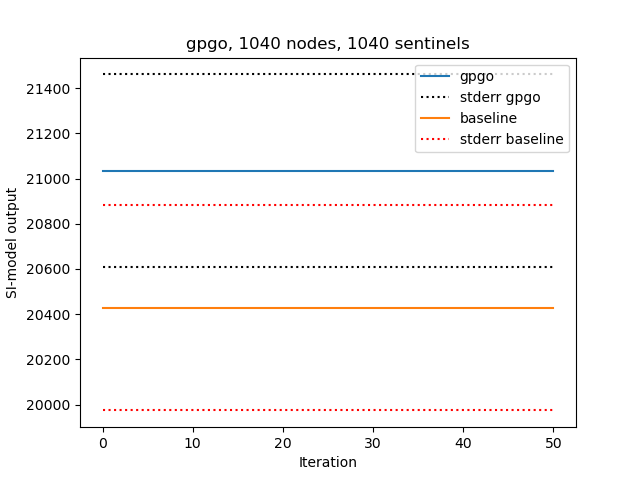 gpgo, 1040 nodes, 1040 sentinels
gpgo
stderr gpgo
baseline
stderr baseline
SI-model output
21400
21200
21000
20800
20600
20400
20200
20000
0 10 20 30 40 50
Iteration